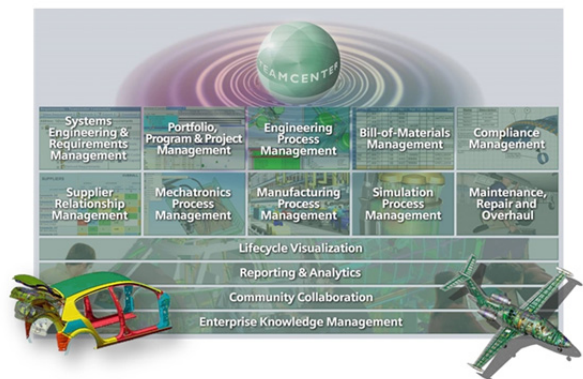 TEAMCENTER
Systems
Engineering &
Requirements
Management
Portfolio,
Program & Project
Management
Engineering
Process
Management
Bill-of-Materials
Management
Compliance
Management
Supplier
Relationship
Management
Mechatronics
Process
Management
Manufacturing
Process
Management
Simulation
Process
Management
Maintenance,
Repair and
Overhaul
Lifecycle Visualization
Reporting & Analytics
Community Collaboration
Enterprise Knowledge Management